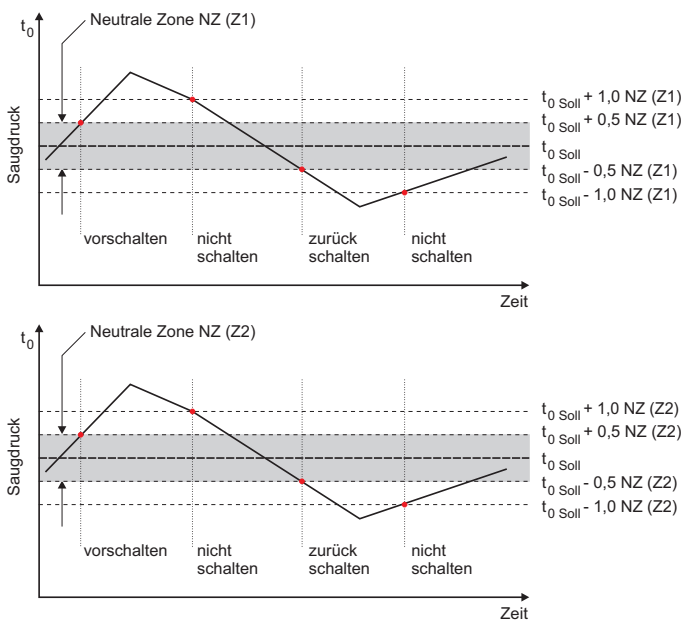 t0
Neutrale Zone NZ (Z1)
Saugdruck
t0 Soll + 1,0 NZ (Z1)
t0 Soll + 0,5 NZ (Z1)
t0 Soll
t0 Soll - 0,5 NZ (Z1)
t0 Soll - 1,0 NZ (Z1)
vorschalten
nicht
schalten
zurück
schalten
nicht
schalten
Zeit
t0
Neutrale Zone NZ (Z2)
Saugdruck
t0 Soll + 1,0 NZ (Z2)
t0 Soll + 0,5 NZ (Z2)
t0 Soll
t0 Soll - 0,5 NZ (Z2)
t0 Soll - 1,0 NZ (Z2)
vorschalten
nicht
schalten
zurück
schalten
nicht
schalten
Zeit